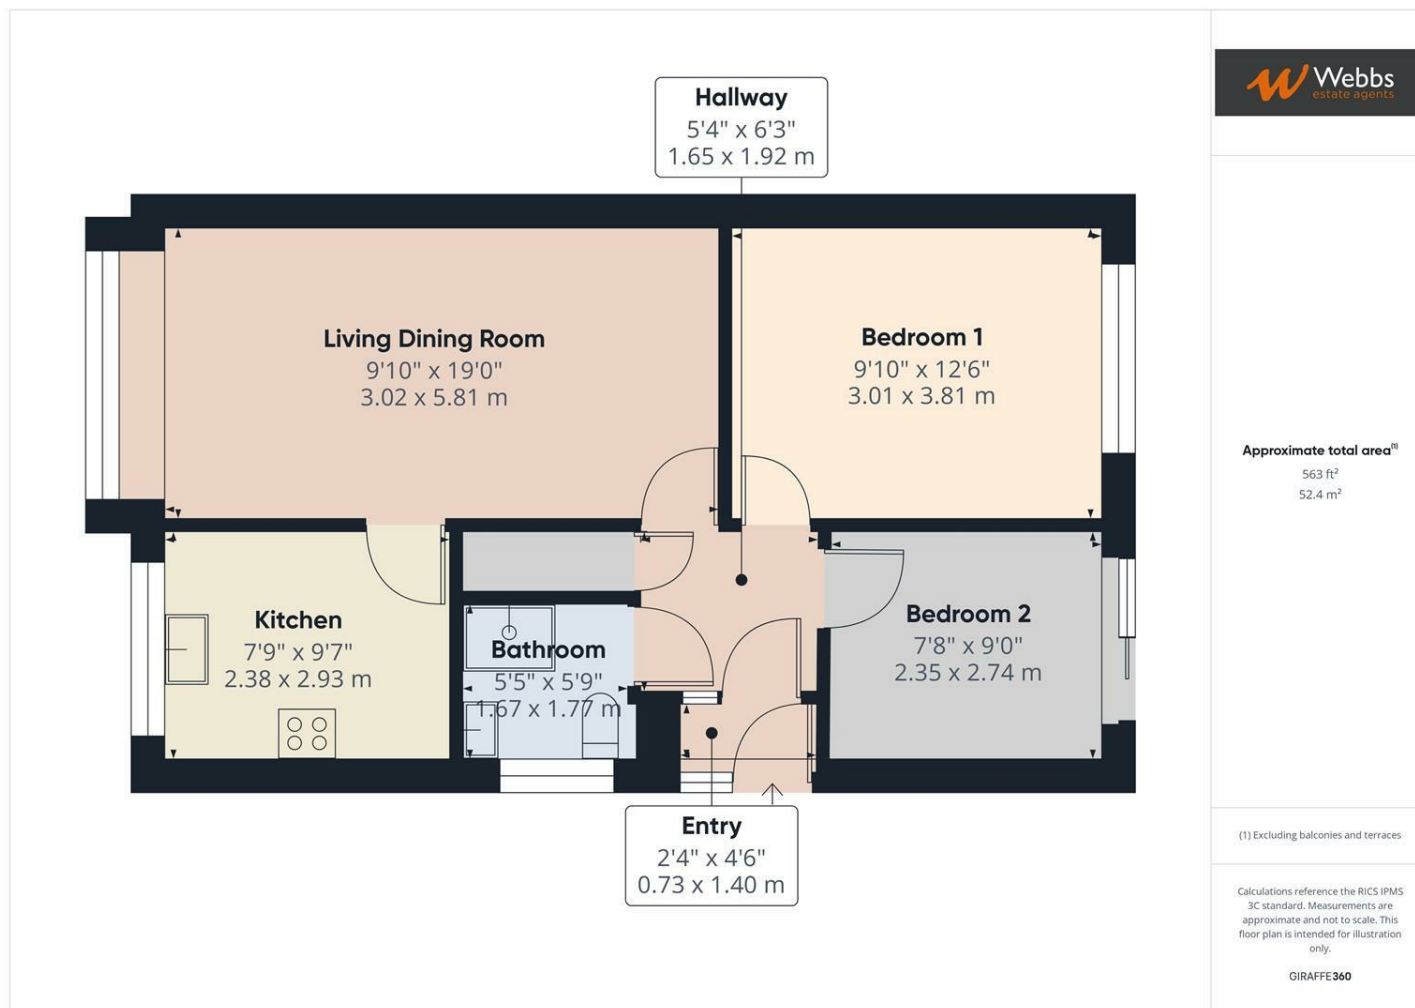 Hallway
5'4" x 6'3"
1.65 x 1.92 m
Webbs
estate agents
Living Dining Room
9'10" x 19'0"
3.02 x 5.81 m
Bedroom 1
9'10" x 12'6"
3.01 x 3.81 m
Approximate total area(1)
563 ft²
52.4 m²
Kitchen
7'9" x 9'7"
2.38 x 2.93 m
Bathroom
5'5" x 5'9"
1.67 x 1.77 m
Bedroom 2
7'8" x 9'0"
2.35 x 2.74 m
Entry
2'4" x 4'6"
0.73 x 1.40 m
(1) Excluding balconies and terraces
Calculations reference the RICS IPMS
3C standard. Measurements are
approximate and not to scale. This
floor plan is intended for illustration
only.
GIRAFFE360